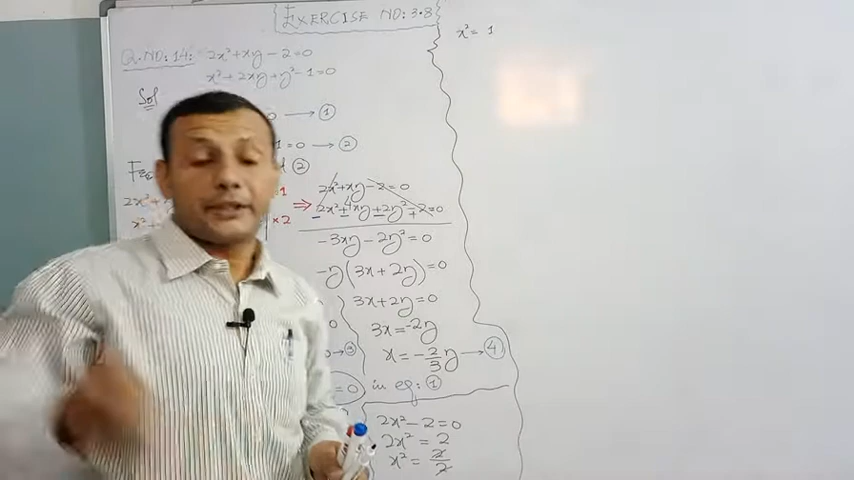 EXERCISE NO: 3.8
Q.NO: 14: 2x²+xy-2=0
x²+2xy+y²-1=0
Sol
0 → ①
1=0 → ②
②
2x²+
x²+
1
×2
⇒ 2x²+xy-2=0
2x²+4xy+2y²-2=0
- - - +
-3xy-2y²=0
-y(3x+2y)=0
3x+2y=0
3x=-2y
x=-2/3y → ④
→ ③
=0
in eq: ①
2x²-2=0
2x²=2
x²=2/2
x²=1